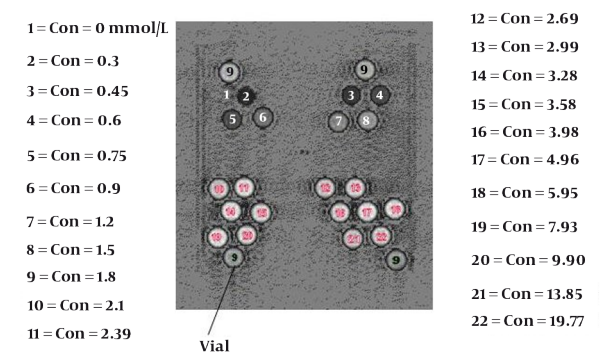 1 = Con = 0 mmol/L
2 = Con = 0.3
3 = Con = 0.45
4 = Con = 0.6
5 = Con = 0.75
6 = Con = 0.9
7 = Con = 1.2
8 = Con = 1.5
9 = Con = 1.8
10 = Con = 2.1
11 = Con = 2.39
9 9
1 2 3 4
5 6 7 8
10 11 12 13
14 15 16 17 18
19 20 21 22
9 9
Vial
12 = Con = 2.69
13 = Con = 2.99
14 = Con = 3.28
15 = Con = 3.58
16 = Con = 3.98
17 = Con = 4.96
18 = Con = 5.95
19 = Con = 7.93
20 = Con = 9.90
21 = Con = 13.85
22 = Con = 19.77